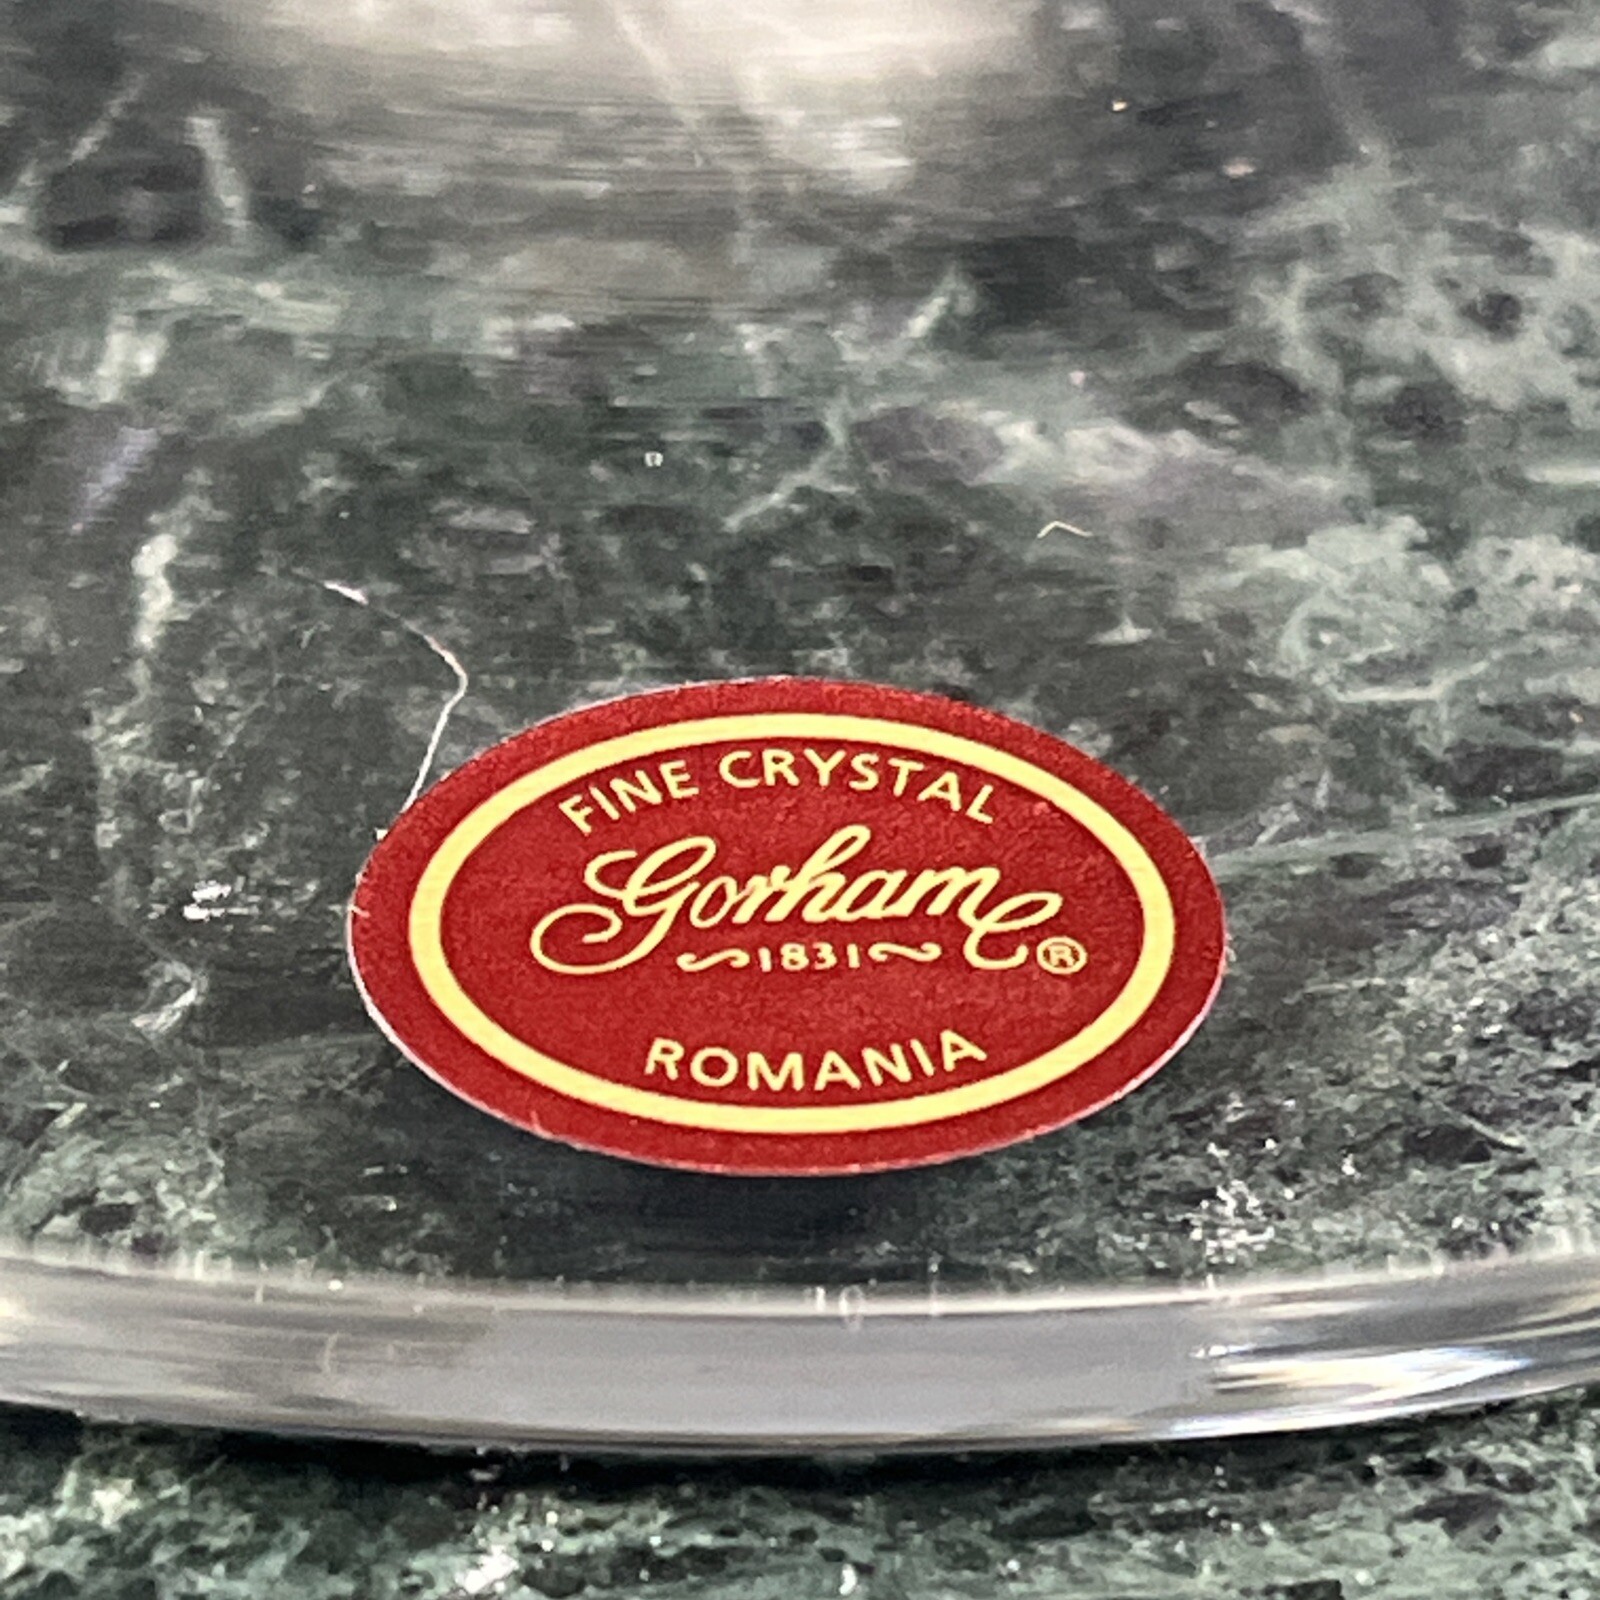 FINE CRYSTAL
Gorham
1831 ®
ROMANIA